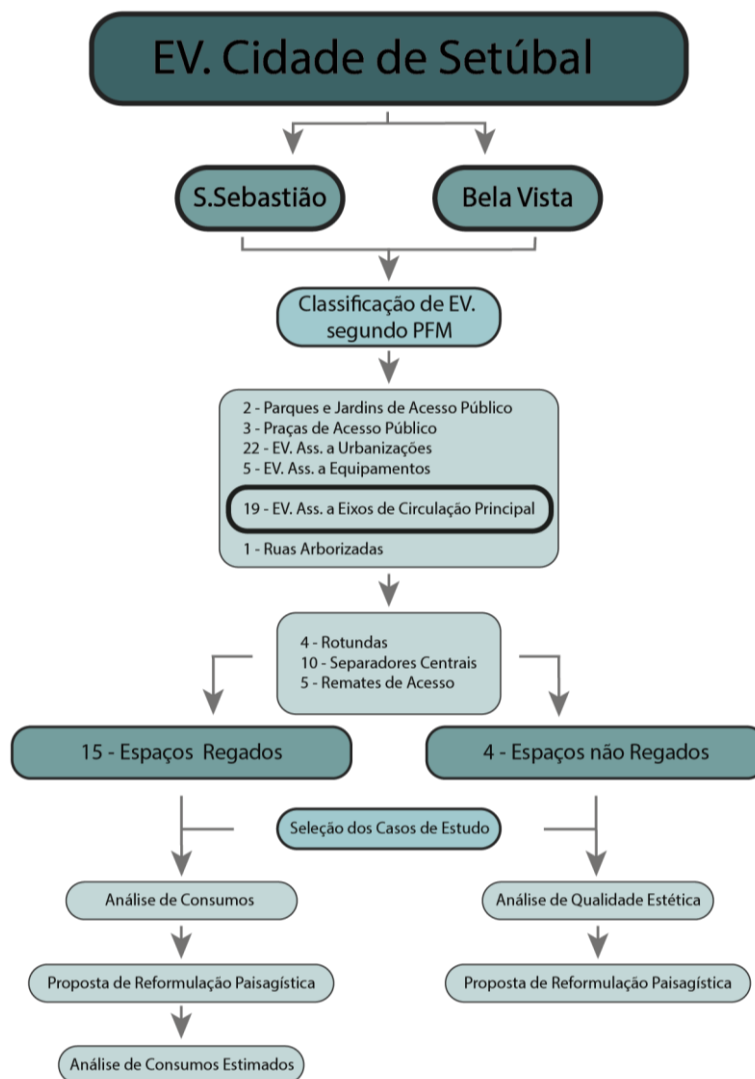 EV. Cidade de Setúbal
S.Sebastião
Bela Vista
Classificação de EV.
segundo PFM
2 - Parques e Jardins de Acesso Público
3 - Praças de Acesso Público
22 - EV. Ass. a Urbanizações
5 - EV. Ass. a Equipamentos
19 - EV. Ass. a Eixos de Circulação Principal
1 - Ruas Arborizadas
4 - Rotundas
10 - Separadores Centrais
5 - Remates de Acesso
15 - Espaços Regados
4 - Espaços não Regados
Seleção dos Casos de Estudo
Análise de Consumos
Análise de Qualidade Estética
Proposta de Reformulação Paisagística
Proposta de Reformulação Paisagística
Análise de Consumos Estimados